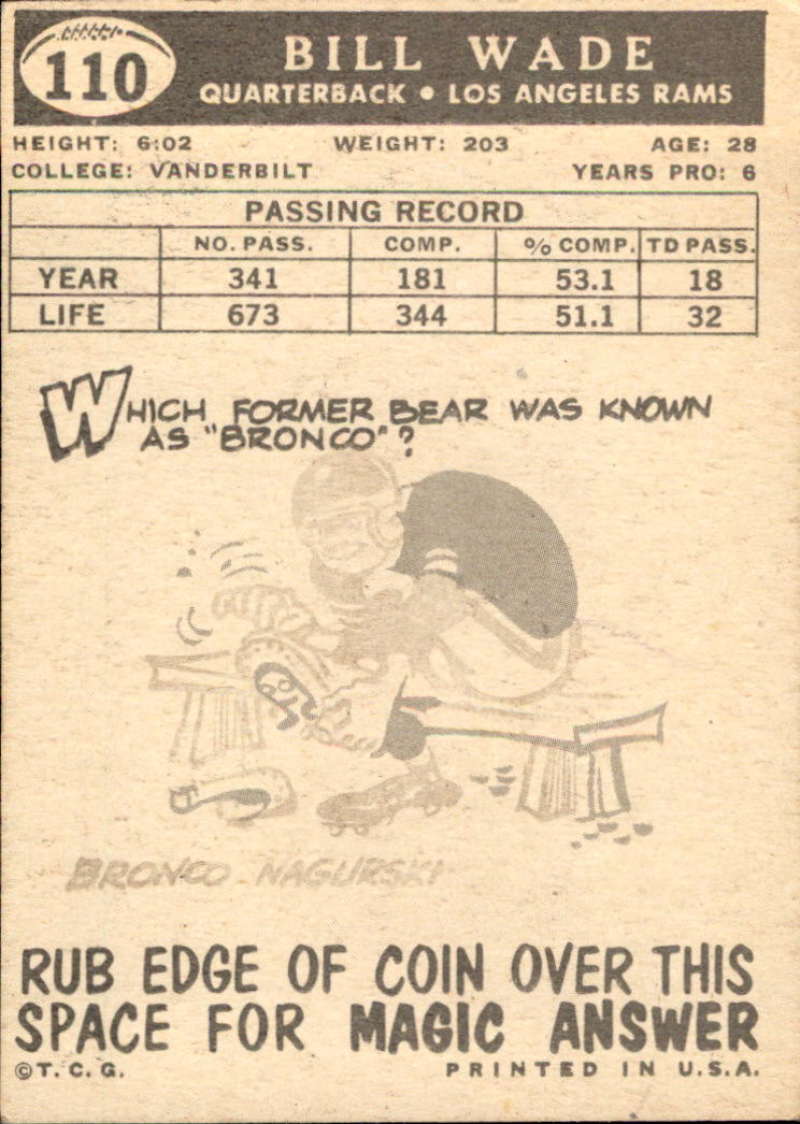 110
BILL WADE
QUARTERBACK • LOS ANGELES RAMS
HEIGHT: 6:02 WEIGHT: 203 AGE: 28
COLLEGE: VANDERBILT YEARS PRO: 6
PASSING RECORD
NO. PASS. COMP. % COMP. TD PASS.
YEAR 341 181 53.1 18
LIFE 673 344 51.1 32
WHICH FORMER BEAR WAS KNOWN
AS "BRONCO"?
BRONCO NAGURSKI
RUB EDGE OF COIN OVER THIS
SPACE FOR MAGIC ANSWER
©T.C.G. PRINTED IN U.S.A.